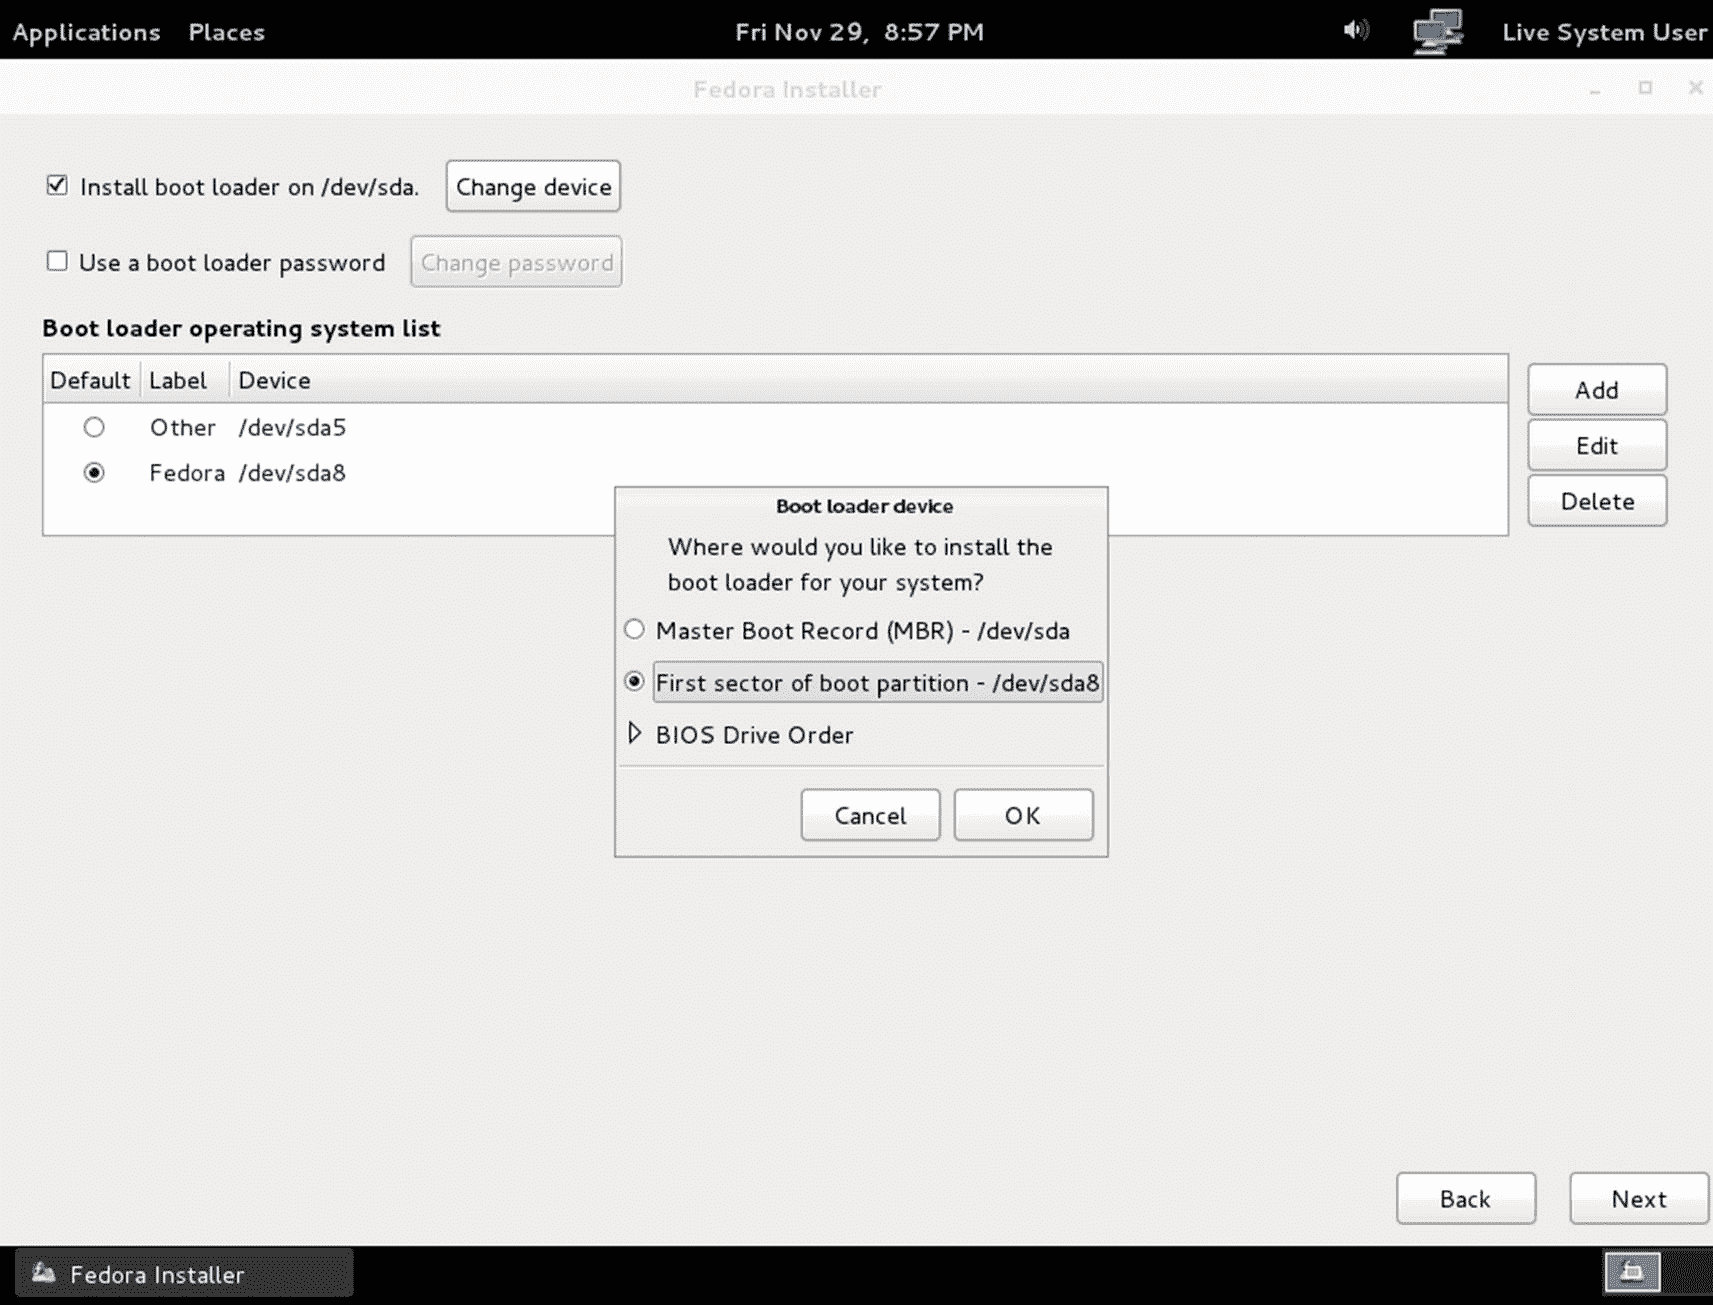 Applications Places Fri Nov 29, 8:57 PM Live System User
Fedora Installer
Install boot loader on /dev/sda. Change device
Use a boot loader password Change password
Boot loader operating system list
Default Label Device
Other /dev/sda5
Fedora /dev/sda8
Add
Edit
Delete
Boot loader device
Where would you like to install the
boot loader for your system?
Master Boot Record (MBR) - /dev/sda
First sector of boot partition - /dev/sda8
BIOS Drive Order
Cancel OK
Back Next
Fedora Installer